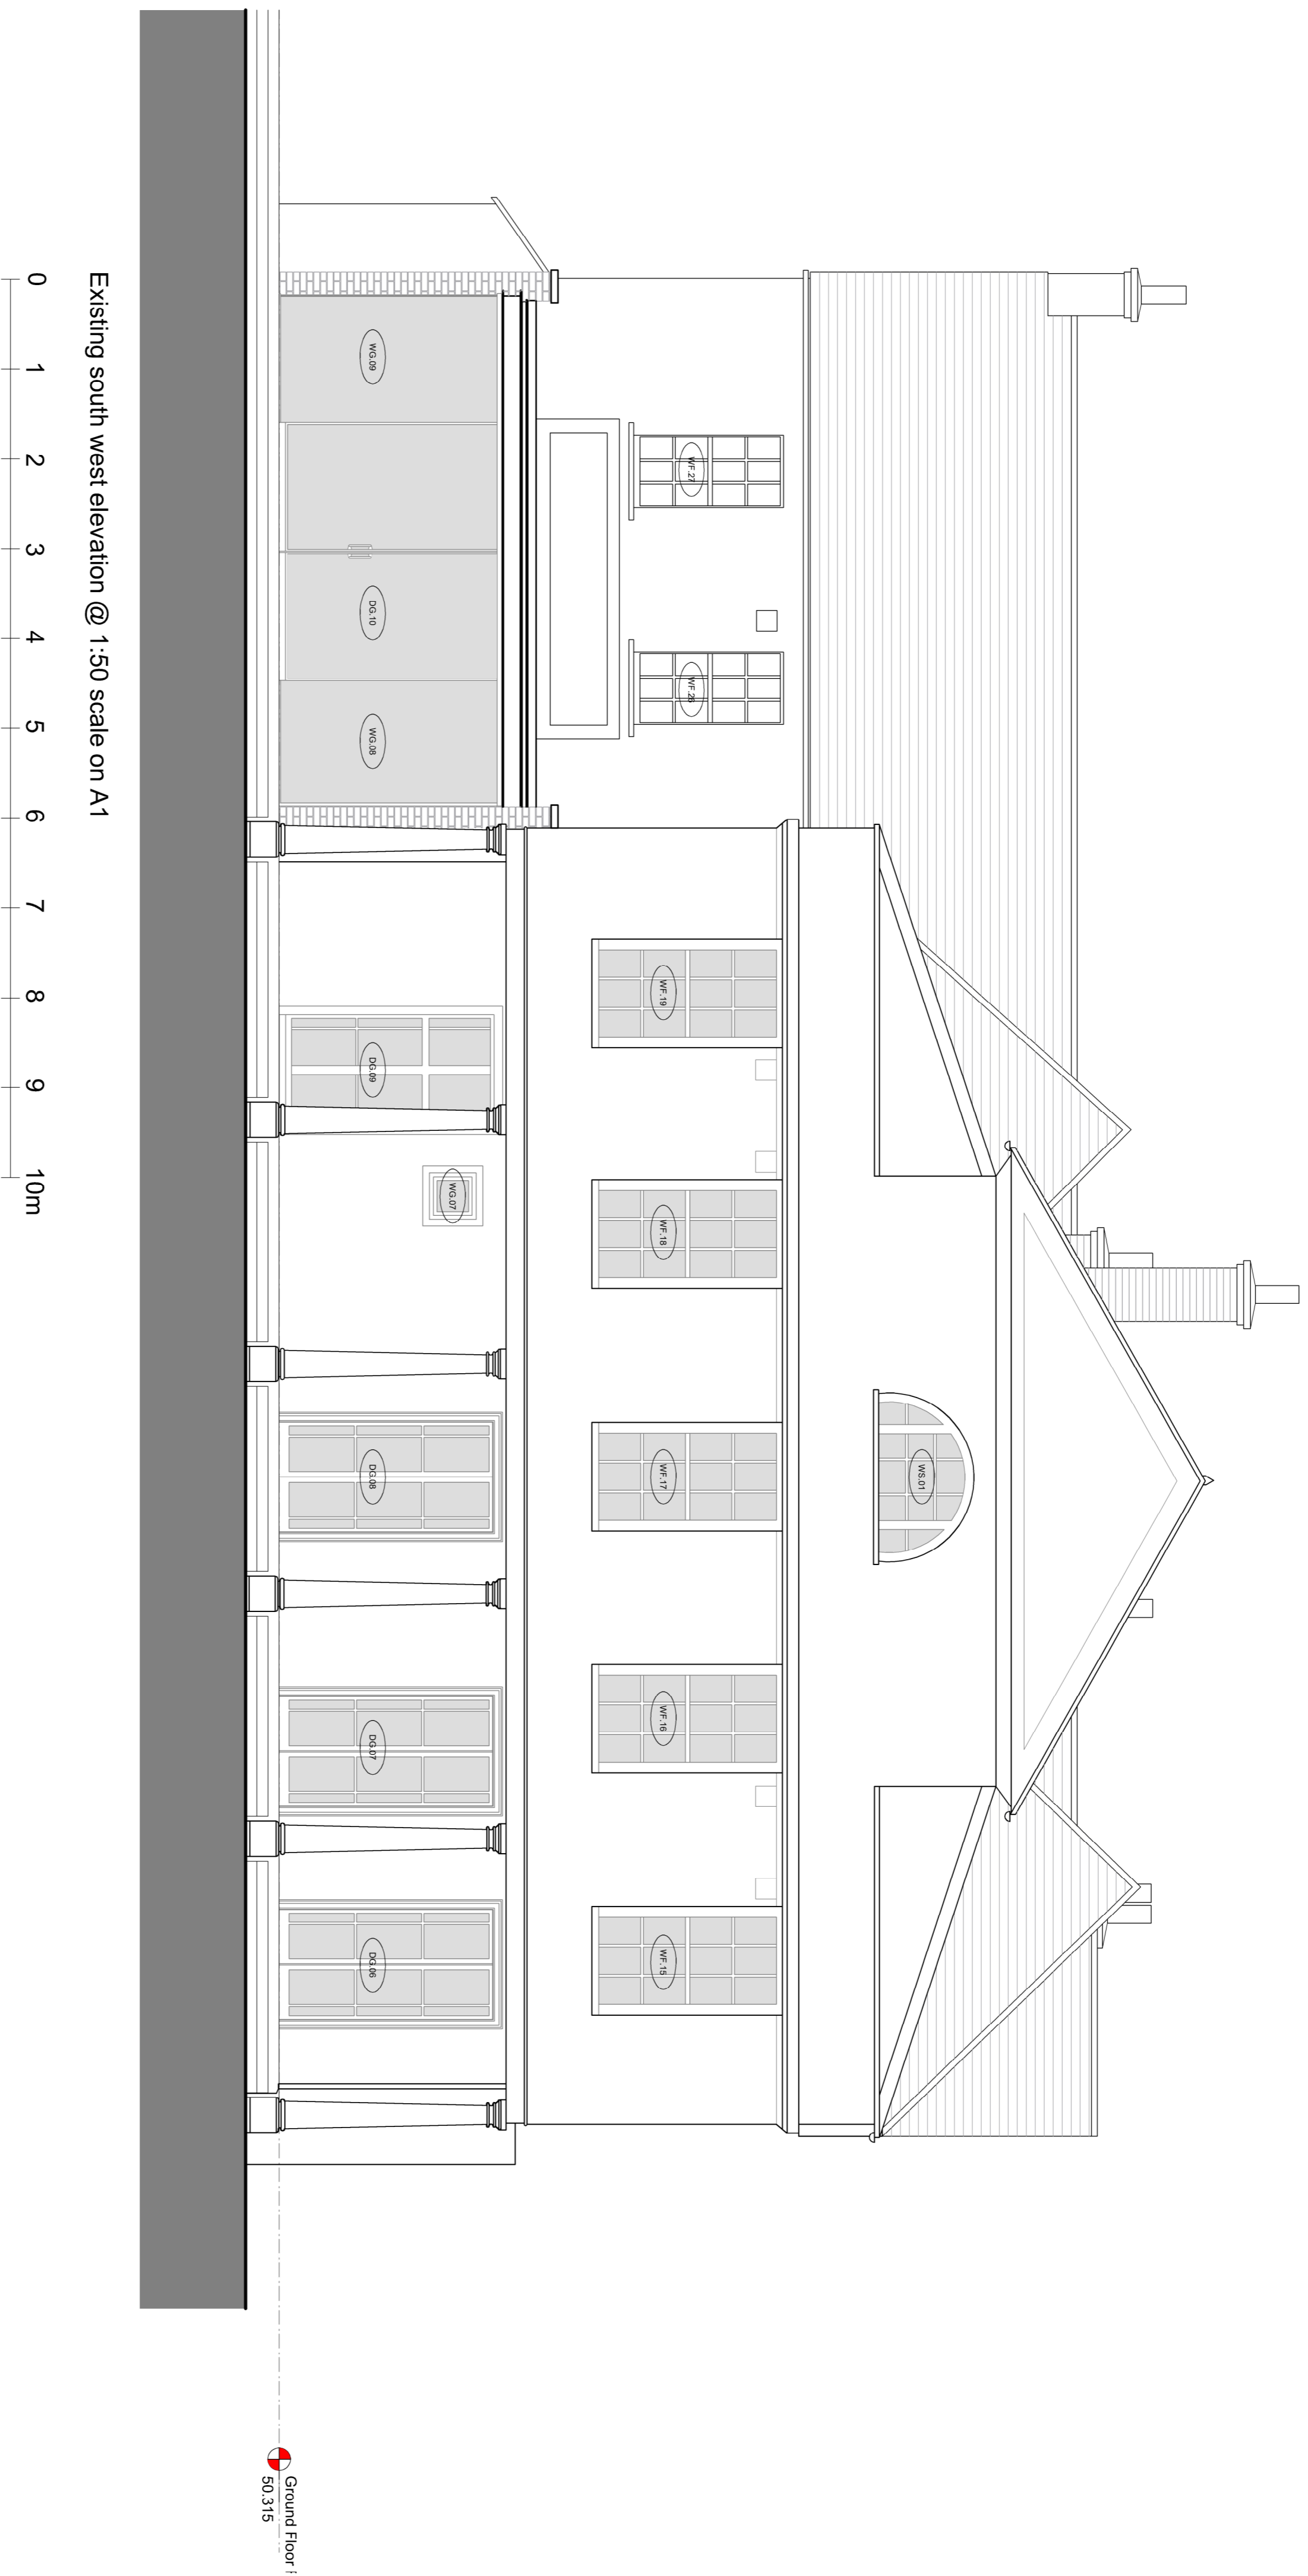 WS.01
WF.27
WF.26
WF.19
WF.18
WF.17
WF.16
WF.15
WG.09
DG.10
WG.08
DG.09
WG.07
DG.08
DG.07
DG.06
Ground Floor
50.315
Existing south west elevation @ 1:50 scale on A1
0 1 2 3 4 5 6 7 8 9 10m